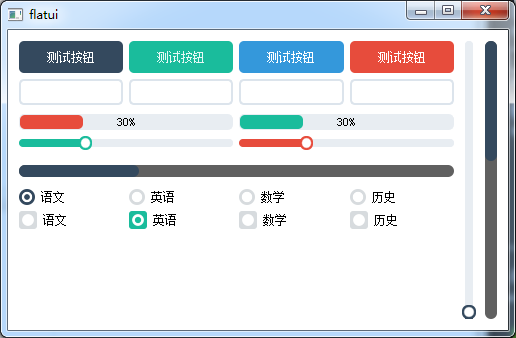 flatui
测试按钮 测试按钮 测试按钮 测试按钮
30% 30%
语文 英语 数学 历史
语文 英语 数学 历史